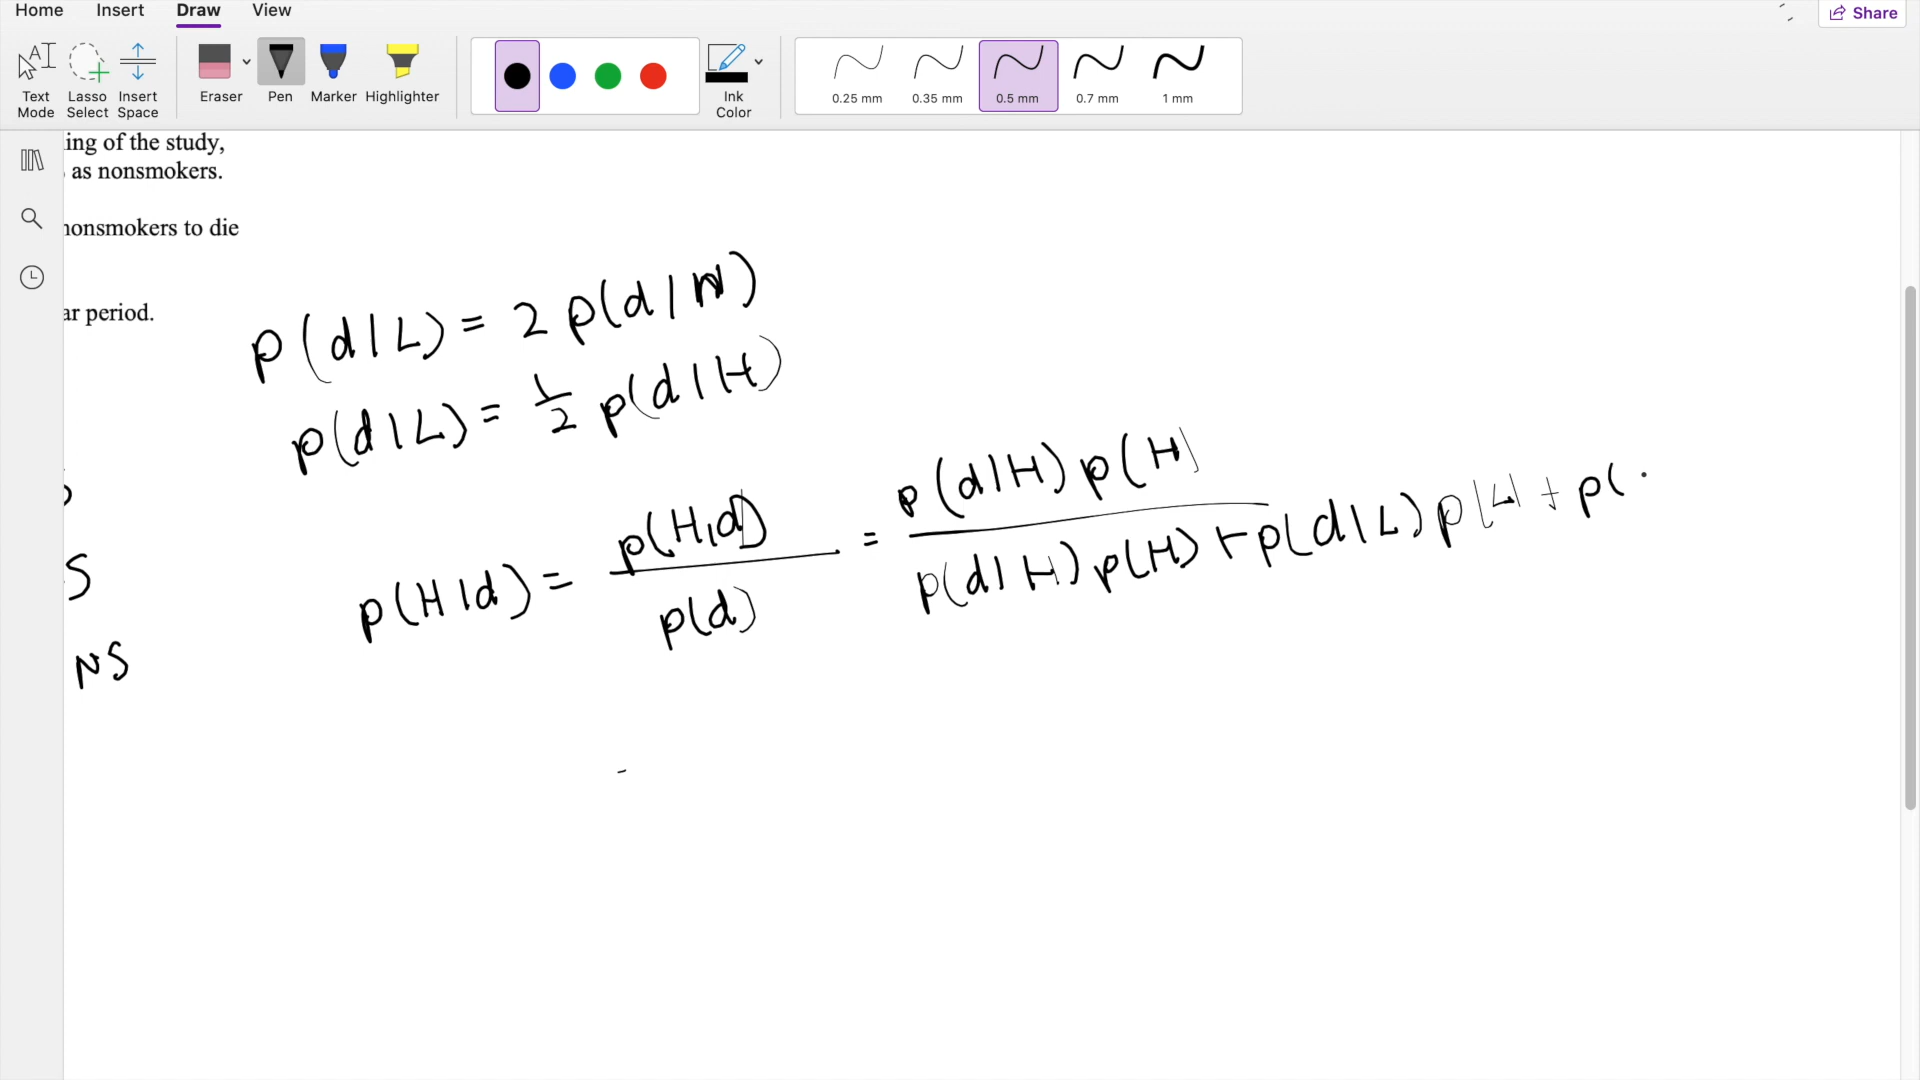 Home Insert Draw View Share
Text Mode Lasso Select Insert Space Eraser Pen Marker Highlighter Ink Color 0.25 mm 0.35 mm 0.5 mm 0.7 mm 1 mm
ing of the study,
as nonsmokers.
nonsmokers to die
ar period.
p(d|L) = 2 p(d|N)
p(d|L) = 1/2 p(d|H)
p(H|d) = p(H,d) / p(d) = p(d|H) p(H) / p(d|H) p(H) + p(d|L) p(L) + p(
S
NS